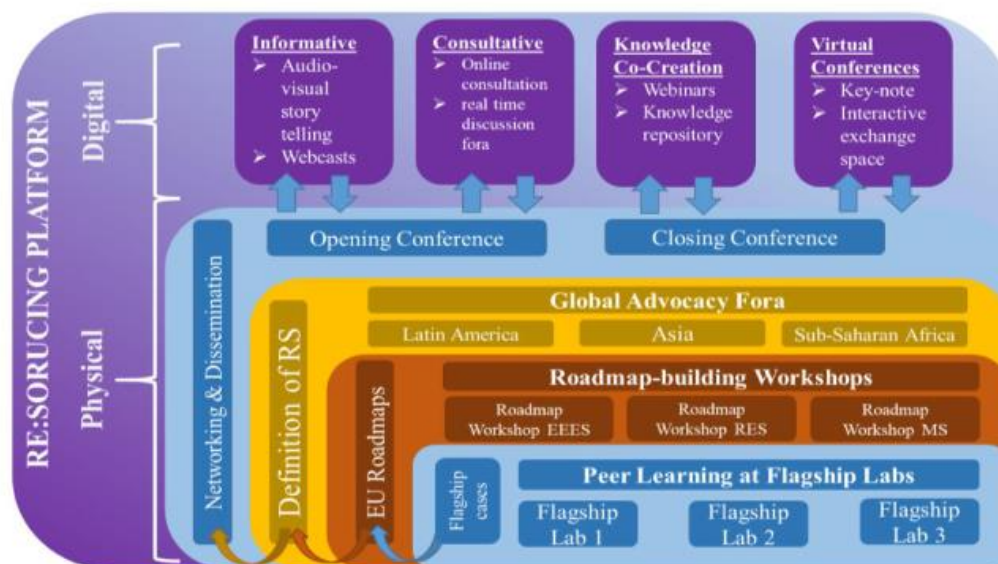 RE:SORUCING PLATFORM
Digital
Physical
Informative
➢ Audio-
visual
story
telling
➢ Webcasts
Consultative
➢ Online
consultation
➢ real time
discussion
fora
Knowledge
Co-Creation
➢ Webinars
➢ Knowledge
repository
Virtual
Conferences
➢ Key-note
➢ Interactive
exchange
space
Opening Conference
Closing Conference
Networking & Dissemination
Definition of RS
Global Advocacy Fora
Latin America
Asia
Sub-Saharan Africa
EU Roadmaps
Roadmap-building Workshops
Roadmap
Workshop EEES
Roadmap
Workshop RES
Roadmap
Workshop MS
Flagship
cases
Peer Learning at Flagship Labs
Flagship
Lab 1
Flagship
Lab 2
Flagship
Lab 3